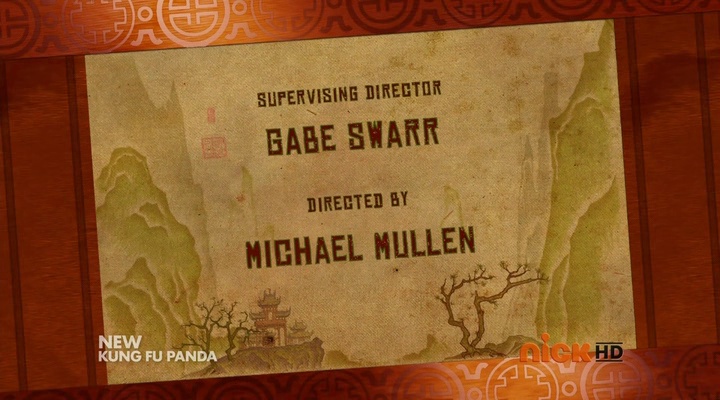 SUPERVISING DIRECTOR
GABE SWARR
DIRECTED BY
MICHAEL MULLEN
NEW
KUNG FU PANDA
nick HD